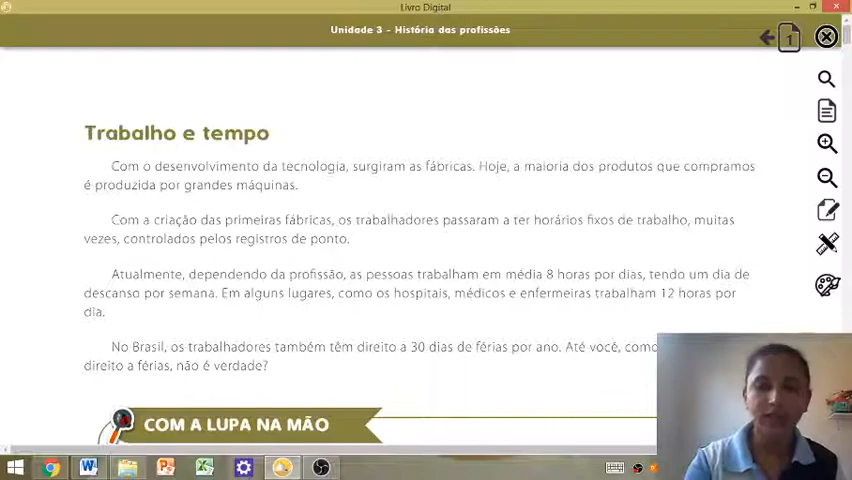 Livro Digital
Unidade 3 - História das profissões
1
Trabalho e tempo
Com o desenvolvimento da tecnologia, surgiram as fábricas. Hoje, a maioria dos produtos que compramos
é produzida por grandes máquinas.
Com a criação das primeiras fábricas, os trabalhadores passaram a ter horários fixos de trabalho, muitas
vezes, controlados pelos registros de ponto.
Atualmente, dependendo da profissão, as pessoas trabalham em média 8 horas por dias, tendo um dia de
descanso por semana. Em alguns lugares, como os hospitais, médicos e enfermeiras trabalham 12 horas por
dia.
No Brasil, os trabalhadores também têm direito a 30 dias de férias por ano. Até você, como
direito a férias, não é verdade?
COM A LUPA NA MÃO